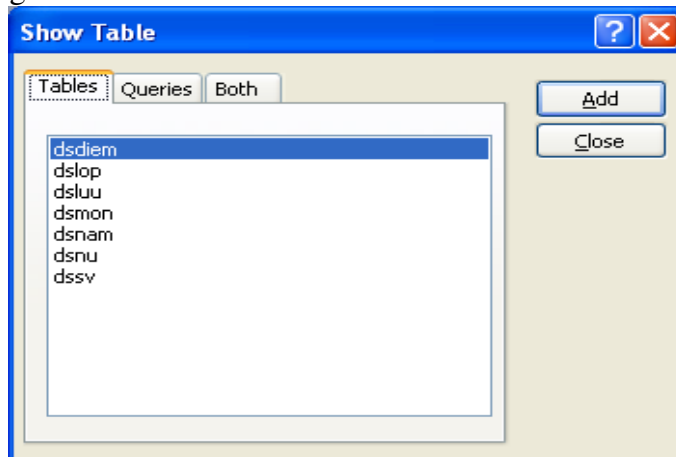 Show Table
Tables Queries Both
Add
Close
dsdiem
dslop
dsluu
dsmon
dsnam
dsnu
dssv